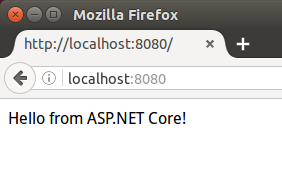 Mozilla Firefox
http://localhost:8080/
localhost:8080
Hello from ASP.NET Core!